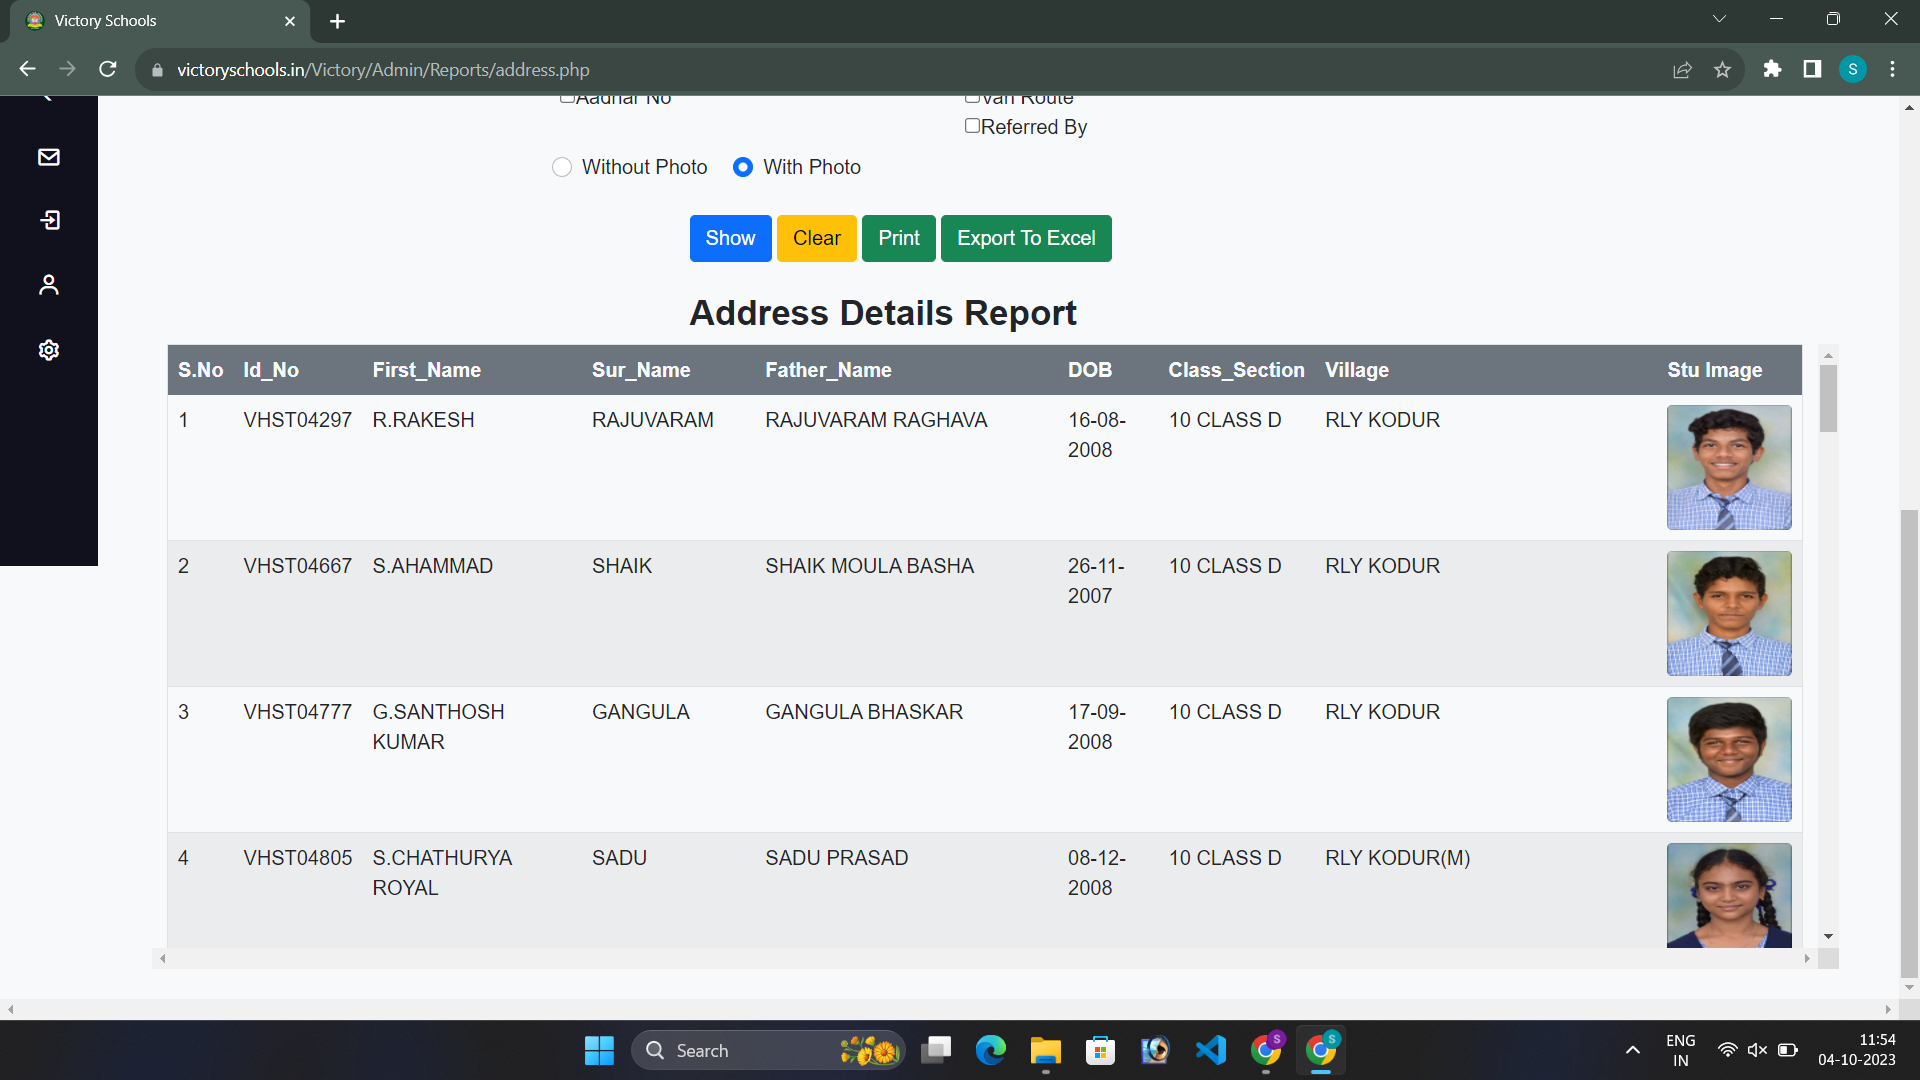 Victory Schools
victoryschools.in/Victory/Admin/Reports/address.php
S
Aadhar No
Van Route
Referred By
Without Photo
With Photo
Show
Clear
Print
Export To Excel
Address Details Report
S.No Id_No First_Name Sur_Name Father_Name DOB Class_Section Village Stu Image
1 VHST04297 R.RAKESH RAJUVARAM RAJUVARAM RAGHAVA 16-08- 10 CLASS D RLY KODUR
2008
2 VHST04667 S.AHAMMAD SHAIK SHAIK MOULA BASHA 26-11- 10 CLASS D RLY KODUR
2007
3 VHST04777 G.SANTHOSH GANGULA GANGULA BHASKAR 17-09- 10 CLASS D RLY KODUR
KUMAR 2008
4 VHST04805 S.CHATHURYA SADU SADU PRASAD 08-12- 10 CLASS D RLY KODUR(M)
ROYAL 2008
Search
S
S
ENG
IN
11:54
04-10-2023